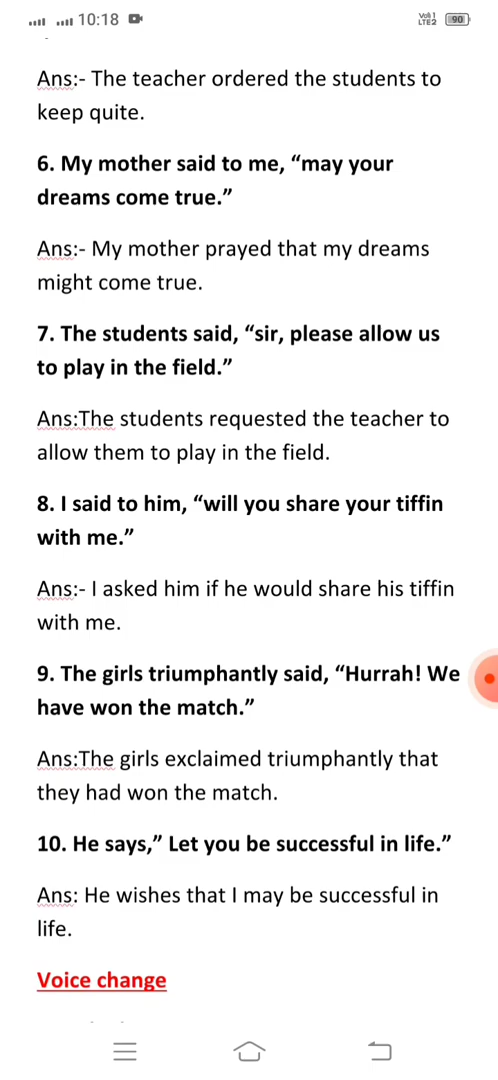 10:18
VoB 1
LTE2
90
Ans:- The teacher ordered the students to
keep quite.
6. My mother said to me, “may your
dreams come true.”
Ans:- My mother prayed that my dreams
might come true.
7. The students said, “sir, please allow us
to play in the field.”
Ans:The students requested the teacher to
allow them to play in the field.
8. I said to him, “will you share your tiffin
with me.”
Ans:- I asked him if he would share his tiffin
with me.
9. The girls triumphantly said, “Hurrah! We
have won the match.”
Ans:The girls exclaimed triumphantly that
they had won the match.
10. He says,” Let you be successful in life.”
Ans: He wishes that I may be successful in
life.
Voice change